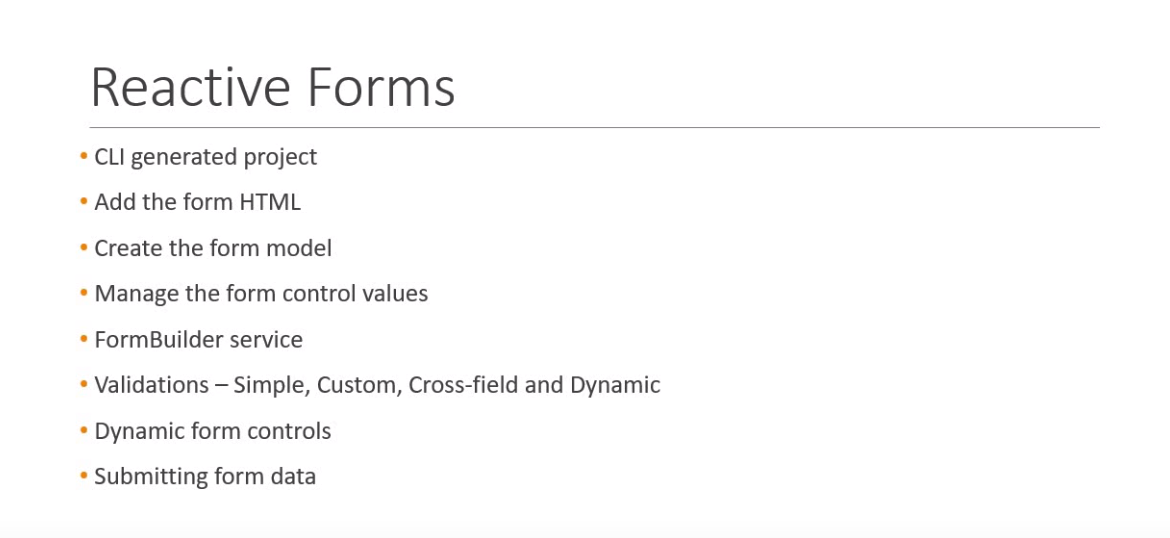 Reactive Forms
• CLI generated project
• Add the form HTML
• Create the form model
• Manage the form control values
• FormBuilder service
• Validations – Simple, Custom, Cross-field and Dynamic
• Dynamic form controls
• Submitting form data